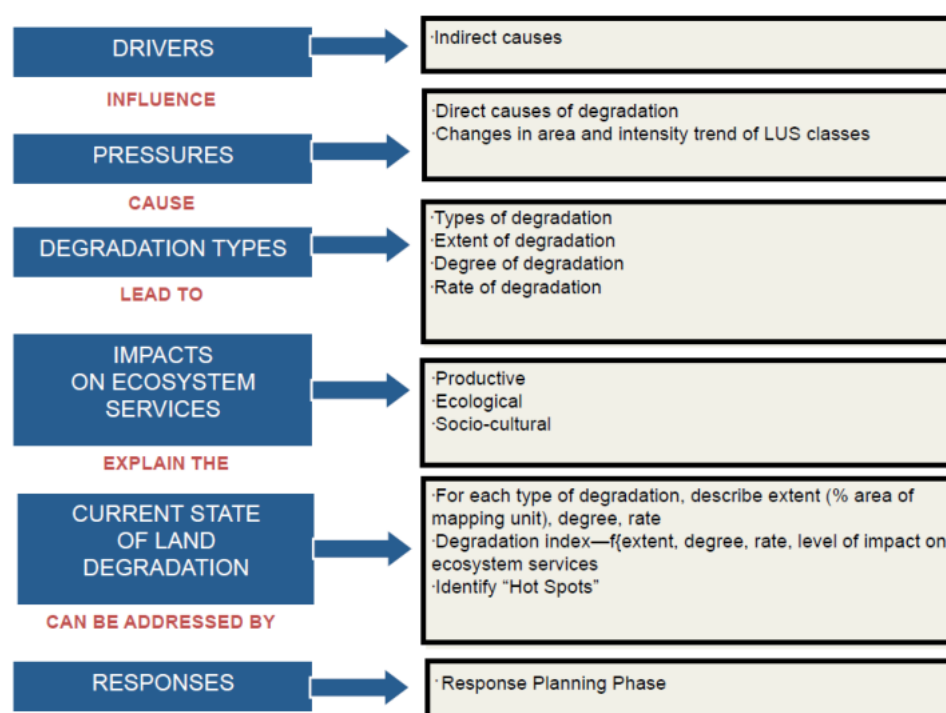 DRIVERS
·Indirect causes
INFLUENCE
PRESSURES
·Direct causes of degradation
·Changes in area and intensity trend of LUS classes
CAUSE
DEGRADATION TYPES
·Types of degradation
·Extent of degradation
·Degree of degradation
·Rate of degradation
LEAD TO
IMPACTS
ON ECOSYSTEM
SERVICES
·Productive
·Ecological
·Socio-cultural
EXPLAIN THE
CURRENT STATE
OF LAND
DEGRADATION
·For each type of degradation, describe extent (% area of
mapping unit), degree, rate
·Degradation index—f{extent, degree, rate, level of impact on
ecosystem services
·Identify “Hot Spots”
CAN BE ADDRESSED BY
RESPONSES
·Response Planning Phase